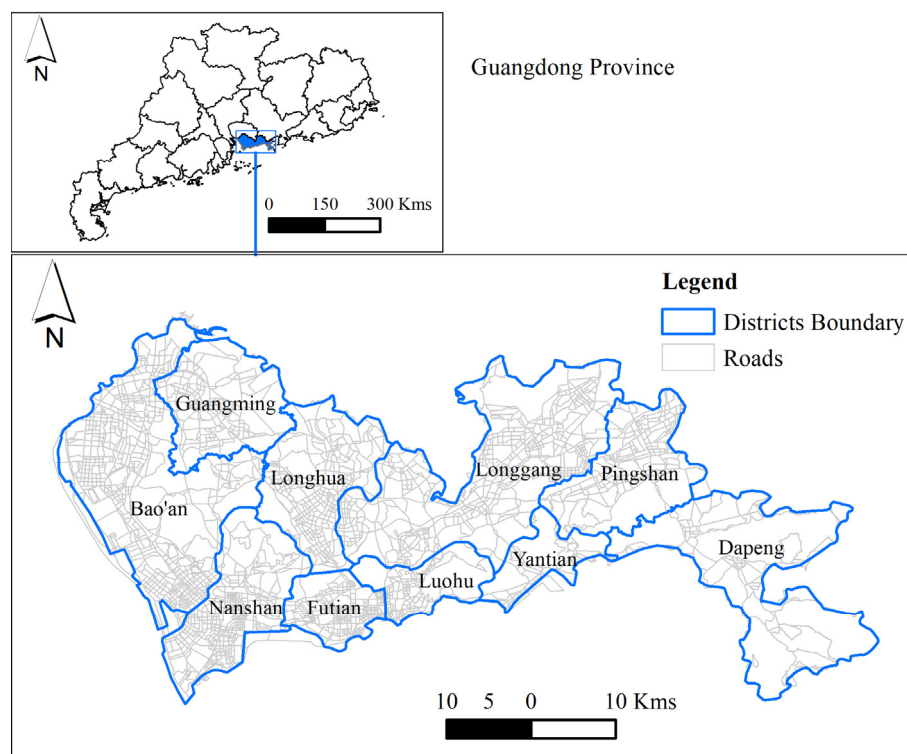 N
Guangdong Province
0 150 300 Kms
N
Legend
Districts Boundary
Roads
Guangming
Longhua
Longgang
Pingshan
Bao'an
Dapeng
Yantian
Luohu
Nanshan
Futian
10 5 0 10 Kms